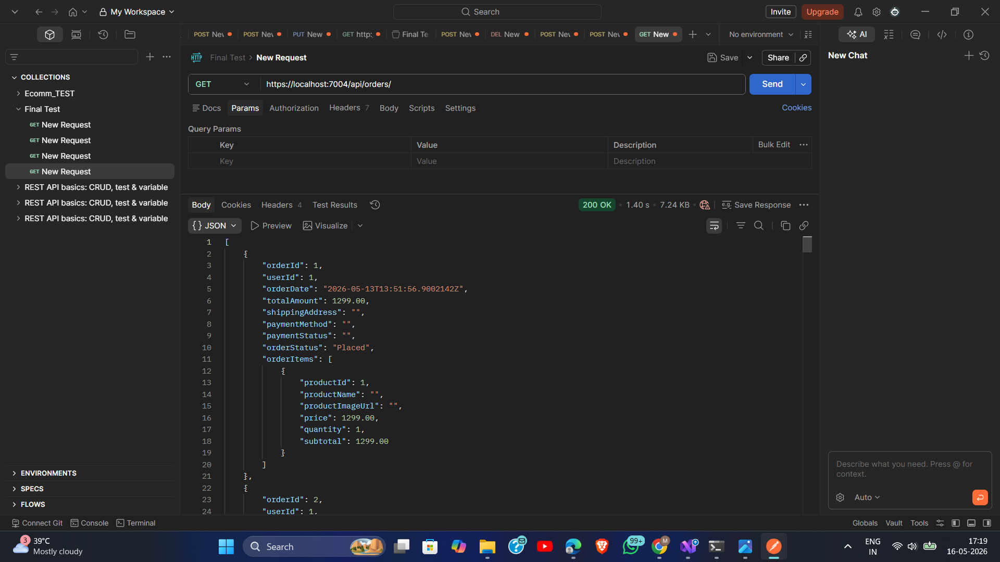 My Workspace
Search
Invite
Upgrade
POST Nev
POST Nev
PUT New
GET http:
Final Te
POST Nev
DEL New
POST Nev
POST Nev
GET New
No environment
AI
HTTP Final Test > New Request
Save
Share
New Chat
COLLECTIONS
Ecomm_TEST
Final Test
GET New Request
GET New Request
GET New Request
GET New Request
REST API basics: CRUD, test & variable
REST API basics: CRUD, test & variable
REST API basics: CRUD, test & variable
GET
https://localhost:7004/api/orders/
Send
Docs Params Authorization Headers 7 Body Scripts Settings
Cookies
Query Params
Key Value Description Bulk Edit
Key Value Description
Body Cookies Headers 4 Test Results
200 OK • 1.40 s • 7.24 KB
e.g. Save Response
{} JSON Preview Visualize
1 [
2 {
3 "orderId": 1,
4 "userId": 1,
5 "orderDate": "2026-05-13T13:51:56.9002142Z",
6 "totalAmount": 1299.00,
7 "shippingAddress": "",
8 "paymentMethod": "",
9 "paymentStatus": "",
10 "orderStatus": "Placed",
11 "orderItems": [
12 {
13 "productId": 1,
14 "productName": "",
15 "productImageUrl": "",
16 "price": 1299.00,
17 "quantity": 1,
18 "subtotal": 1299.00
19 }
20 ]
21 },
22 {
23 "orderId": 2,
24 "userId": 1,
Describe what you need. Press @ for
context.
Auto
ENVIRONMENTS
SPECS
FLOWS
Connect Git Console Terminal
Globals Vault Tools
3
39°C
Mostly cloudy
Search
99+
M
ENG
IN
17:19
16-05-2026